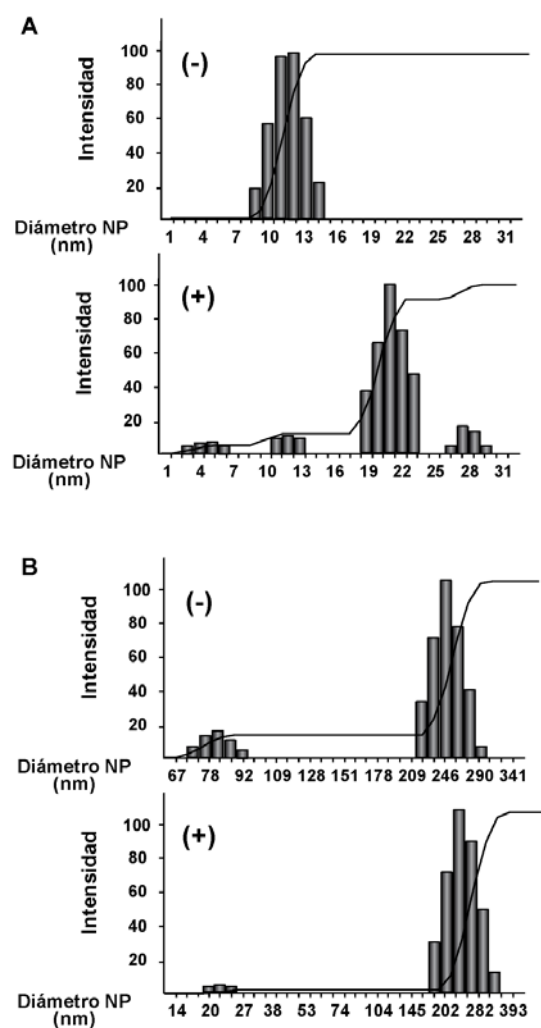 A
(-)
Intensidad
100
80
60
40
20
Diámetro NP
(nm)
1 4 7 10 13 16 19 22 25 28 31
(+)
Intensidad
100
80
60
40
20
Diámetro NP
(nm)
1 4 7 10 13 16 19 22 25 28 31
B
(-)
Intensidad
100
80
60
40
20
Diámetro NP
(nm)
67 78 92 109 128 151 178 209 246 290 341
(+)
Intensidad
100
80
60
40
20
Diámetro NP
(nm)
14 20 27 38 53 74 104 145 202 282 393